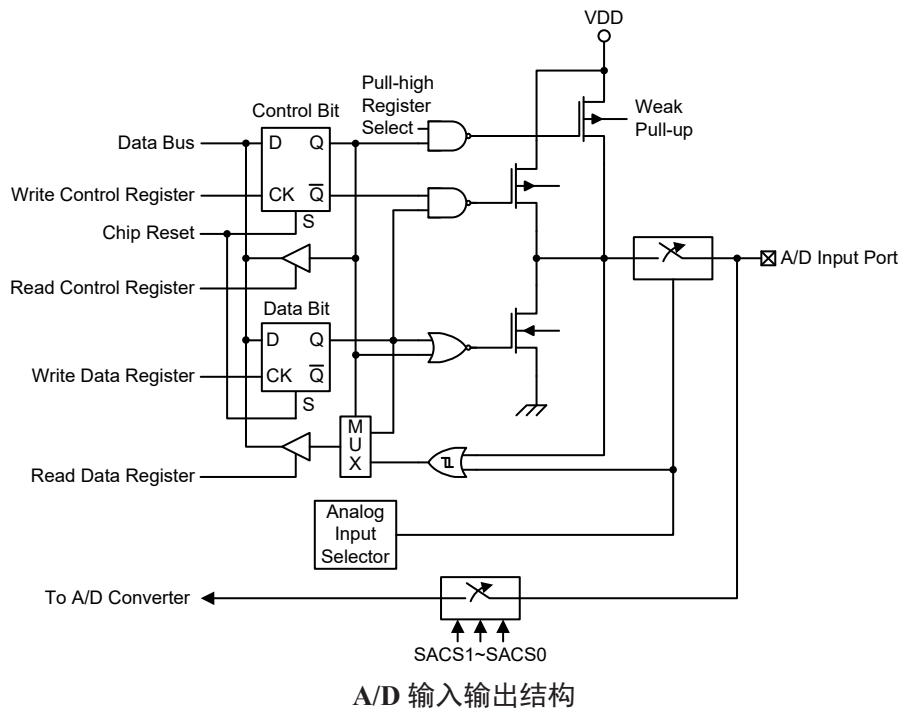 VDD
Pull-high
Register
Select
Weak
Pull-up
Control Bit
Data Bus
D
Q
Write Control Register
CK
Q
S
Chip Reset
A/D Input Port
Read Control Register
Data Bit
D
Q
Write Data Register
CK
Q
S
M
U
X
Read Data Register
Analog
Input
Selector
To A/D Converter
SACS1~SACS0
A/D 输入输出结构